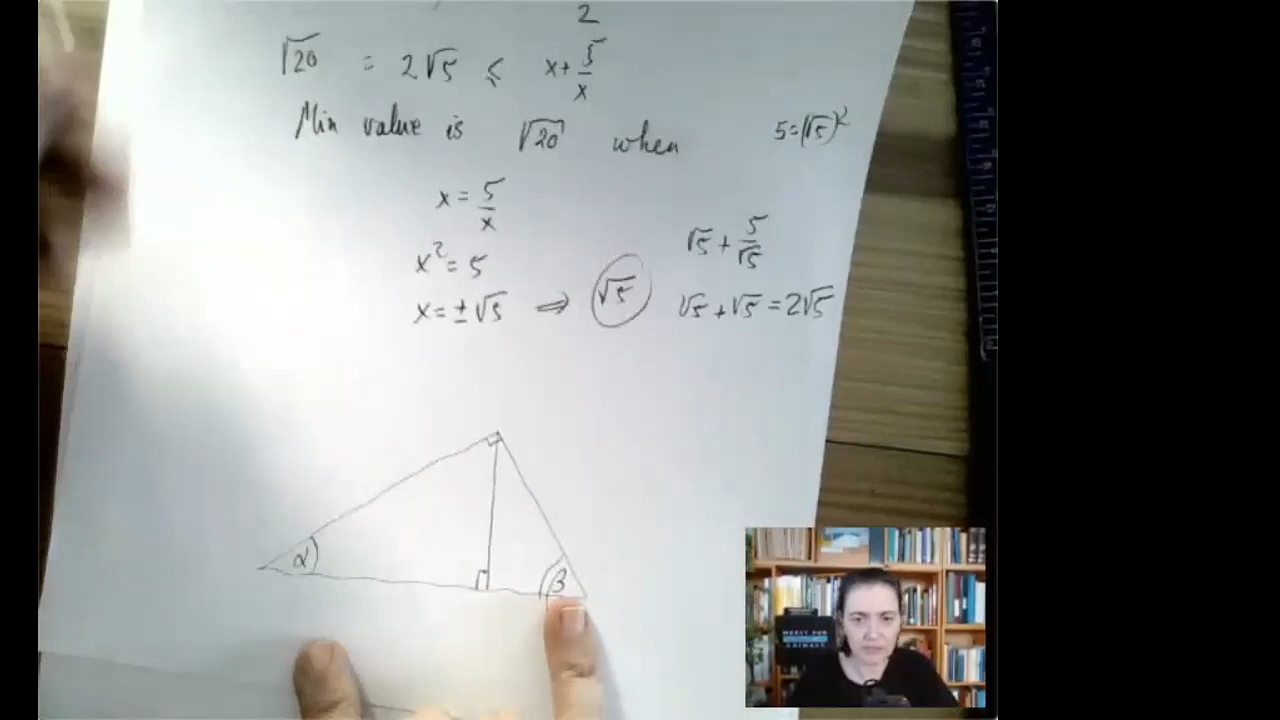 2
√20 = 2√5 ≤ x + 5/x
Min value is √20 when 5=(√5)²
x = 5/x
√5 + 5/√5
x² = 5
x = ±√5 ⇒ √5 √5 + √5 = 2√5
α
β